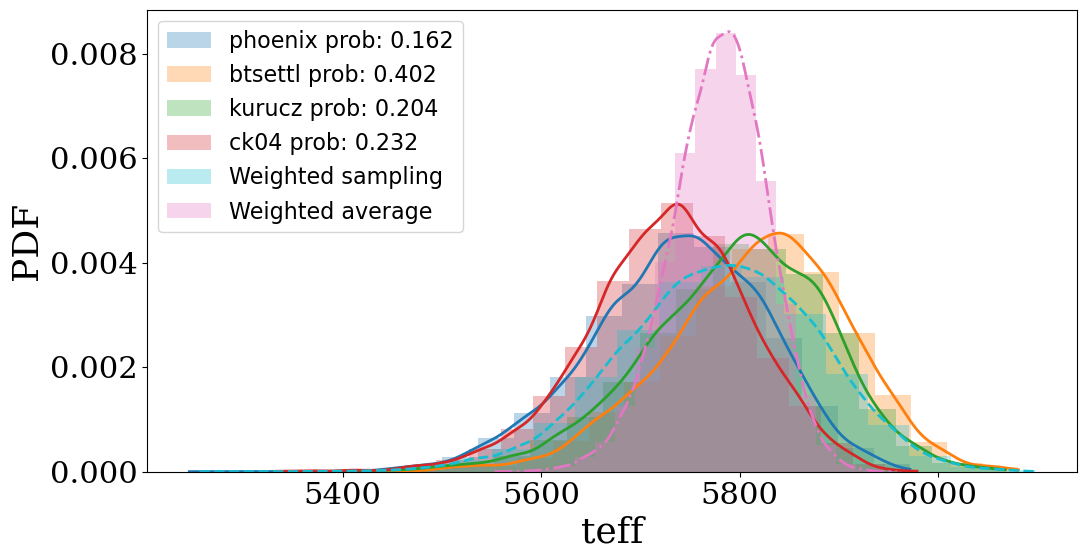 phoenix prob: 0.162
btsettl prob: 0.402
kurucz prob: 0.204
ck04 prob: 0.232
Weighted sampling
Weighted average
PDF
0.008
0.006
0.004
0.002
0.000
5400 5600 5800 6000
teff